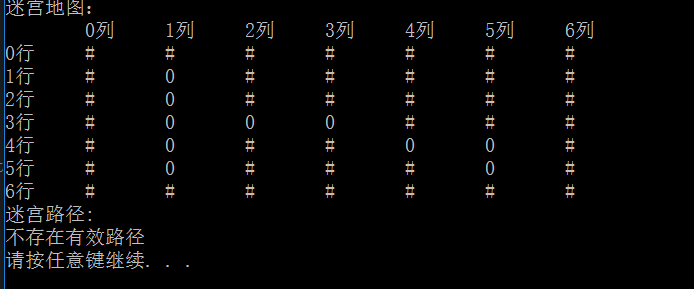 迷宫地图:
0列 1列 2列 3列 4列 5列 6列
0行 # # # # # # #
1行 # 0 # # # # #
2行 # 0 # # # # #
3行 # 0 0 0 # # #
4行 # 0 # # 0 0 #
5行 # 0 # # # 0 #
6行 # # # # # # #
迷宫路径:
不存在有效路径
请按任意键继续. . .